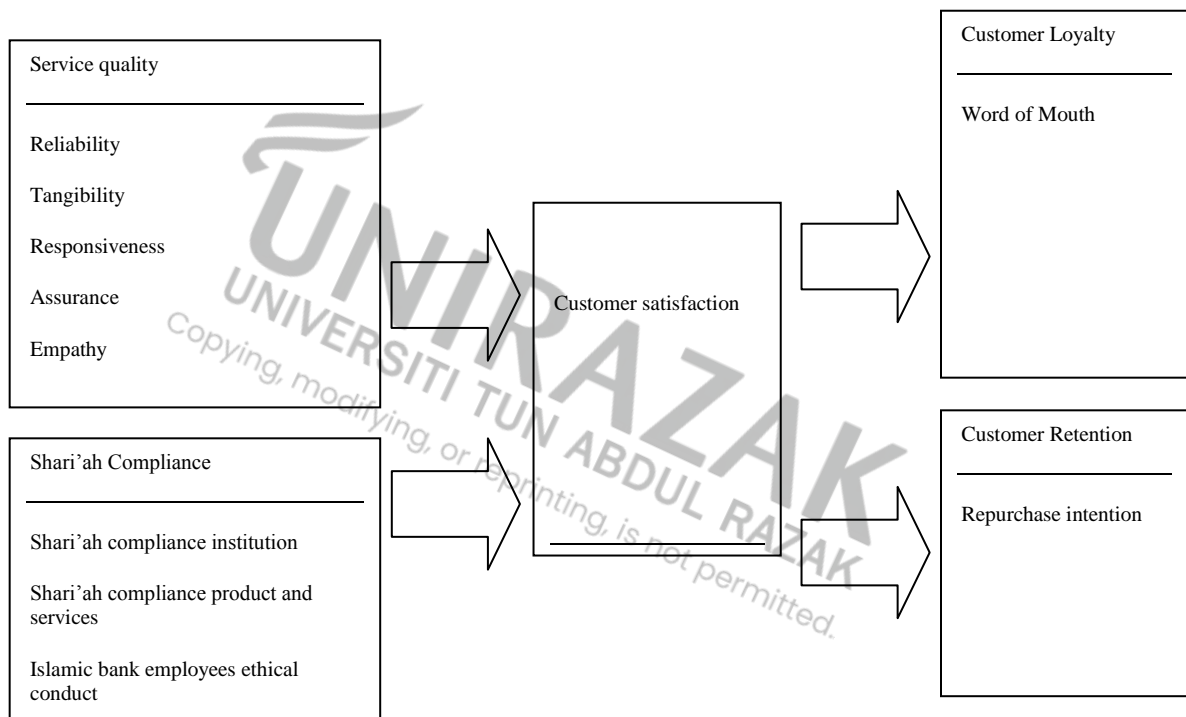 Service quality
Reliability
Tangibility
Responsiveness
Assurance
Empathy
Shari’ah Compliance
Shari’ah compliance institution
Shari’ah compliance product and
services
Islamic bank employees ethical
conduct
Customer satisfaction
Customer Loyalty
Word of Mouth
Customer Retention
Repurchase intention
UNIRAZAK
UNIVERSITI TUN ABDUL RAZAK
Copying, modifying, or reprinting, is not permitted.